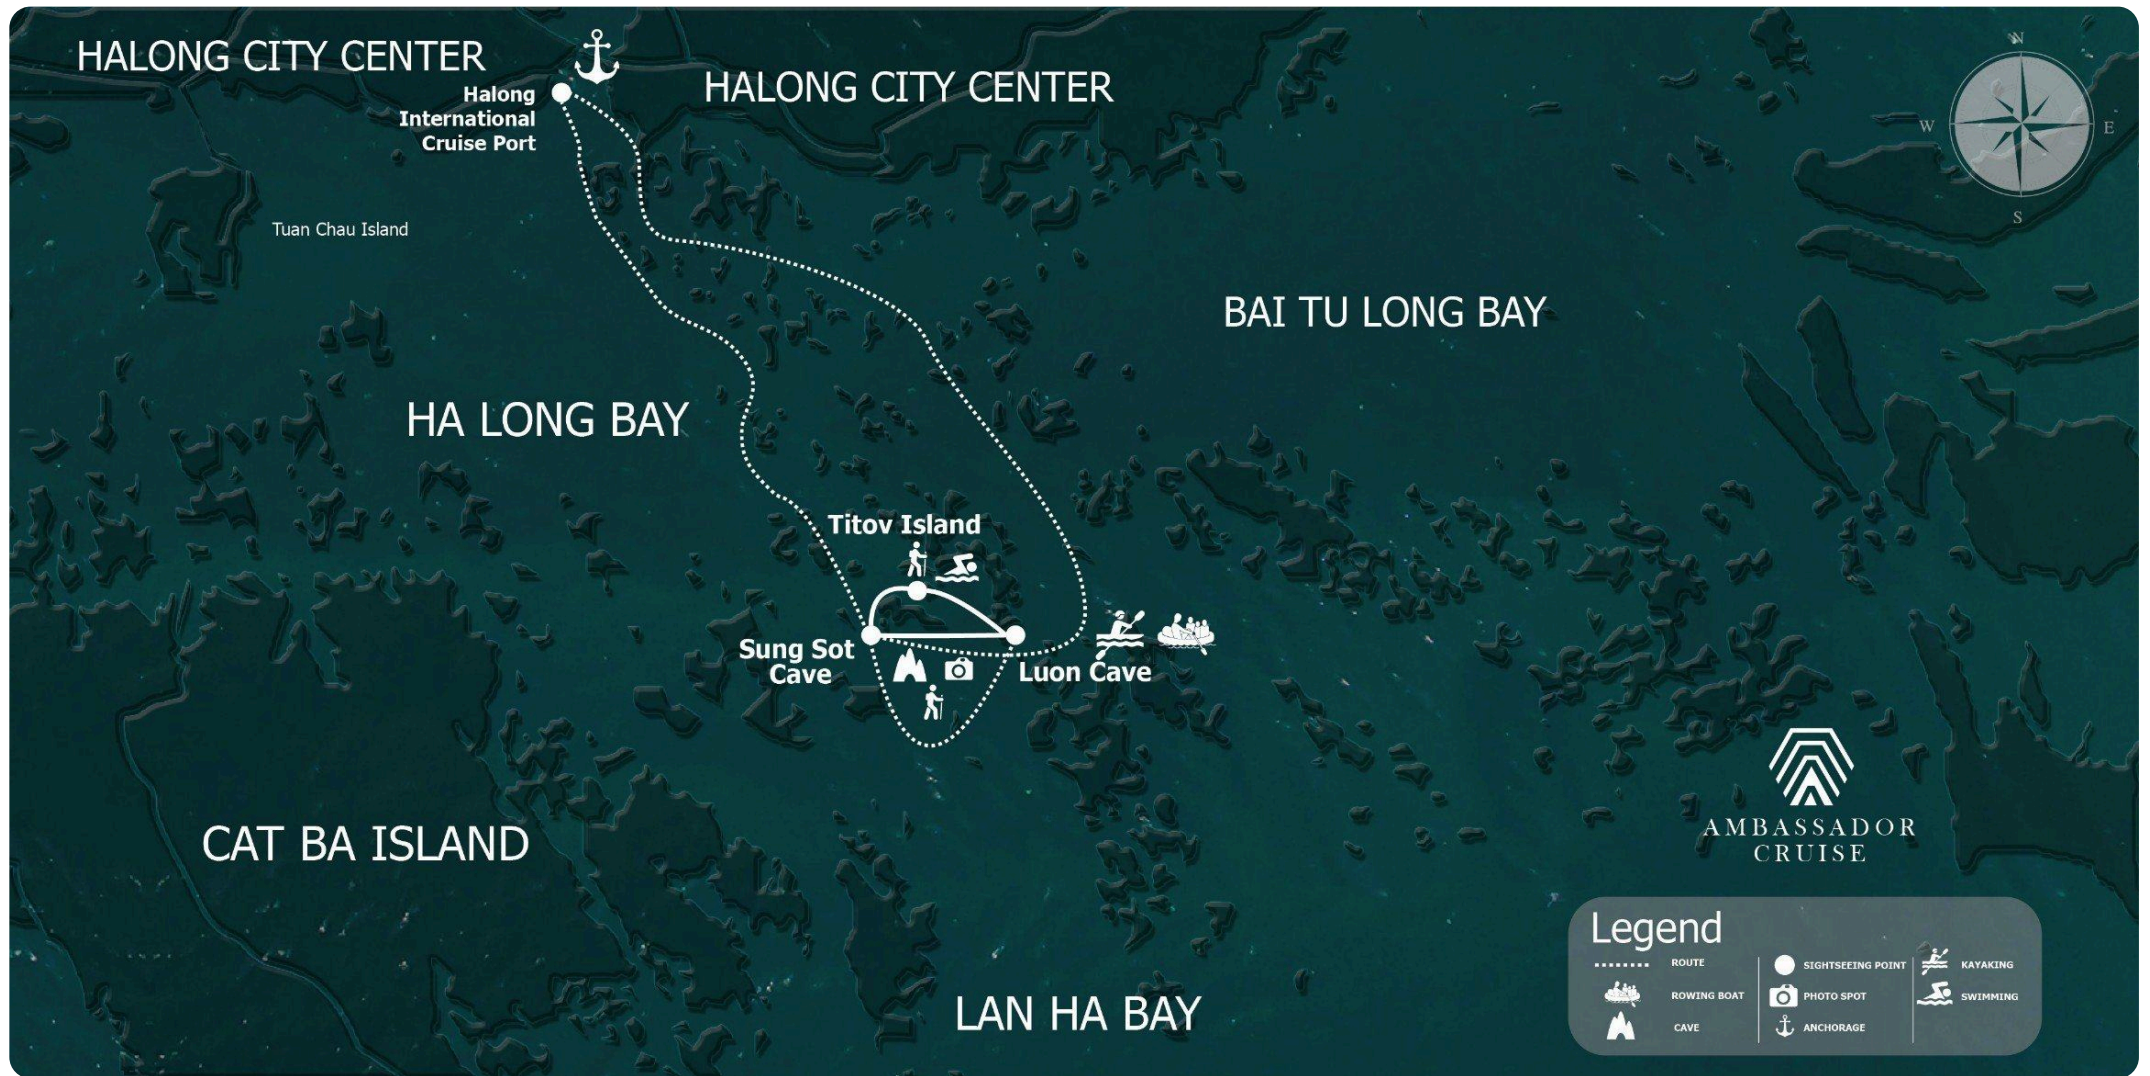 HALONG CITY CENTER
Halong
International
Cruise Port
HALONG CITY CENTER
N
W
E
S
Tuan Chau Island
BAI TU LONG BAY
HA LONG BAY
Titov Island
Sung Sot
Cave
Luon Cave
CAT BA ISLAND
LAN HA BAY
AMBASSADOR
CRUISE
Legend
ROUTE
ROWING BOAT
CAVE
SIGHTSEEING POINT
PHOTO SPOT
ANCHORAGE
KAYAKING
SWIMMING